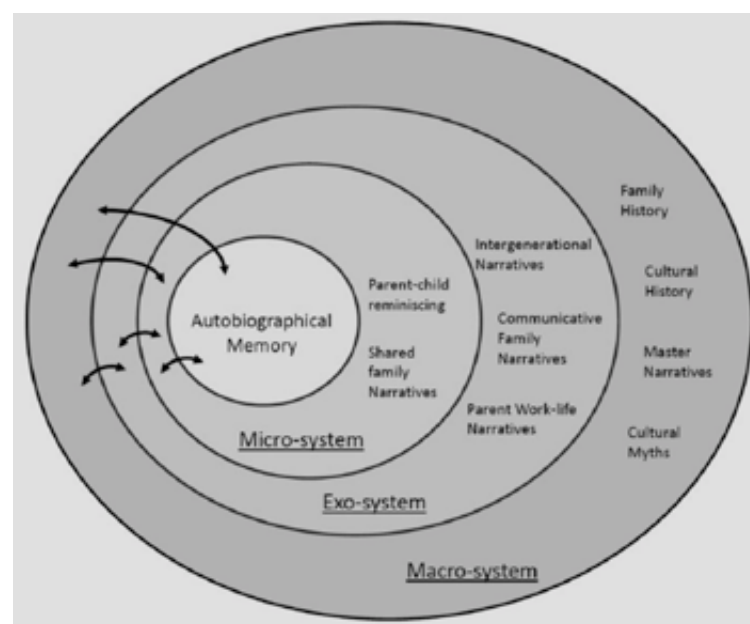 Family
History
Intergenerational
Narratives
Cultural
History
Parent-child
reminiscing
Autobiographical
Memory
Communicative
Family
Narratives
Shared
family
Narratives
Master
Narratives
Parent Work-life
Narratives
Cultural
Myths
Micro-system
Exo-system
Macro-system